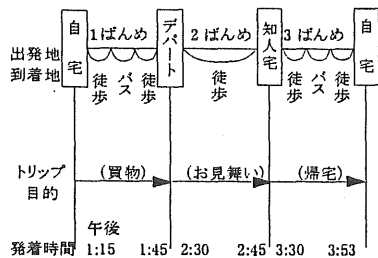 1ばんめ 2ばんめ 3ばんめ
出発地
到着地
自宅 デパート 知人宅 自宅
徒歩 バス 徒歩 徒歩 徒歩 バス 徒歩
トリップ
目的
(買物) (お見舞い) (帰宅)
午後
発着時間 1:15 1:45 2:30 2:45 3:30 3:53